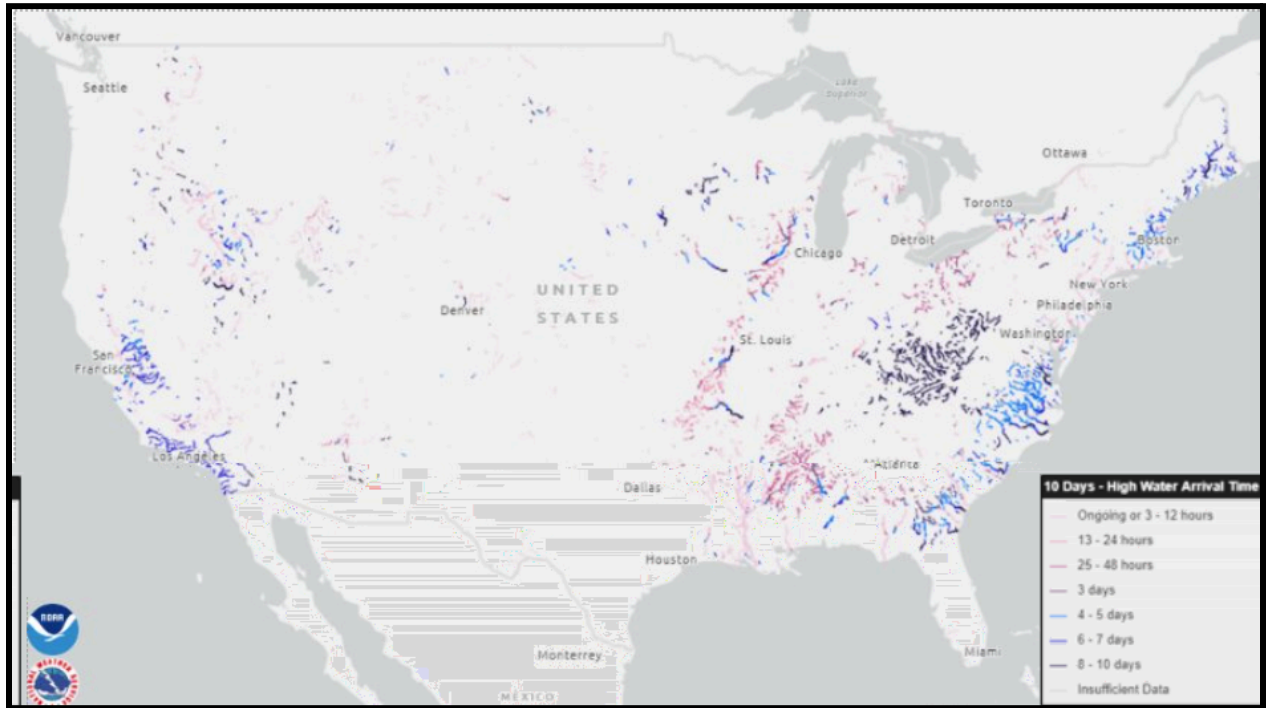 Vancouver
Seattle
Lake
Superior
Ottawa
Toronto
Boston
Detroit
Chicago
New York
Philadelphia
UNITED
STATES
Denver
Washington
St. Louis
San
Francisco
Los Angeles
Atlanta
Dallas
10 Days - High Water Arrival Time
Ongoing or 3 - 12 hours
13 - 24 hours
25 - 48 hours
3 days
4 - 5 days
6 - 7 days
8 - 10 days
Insufficient Data
Houston
NOAA
Monterrey
Miami
MÉXICO